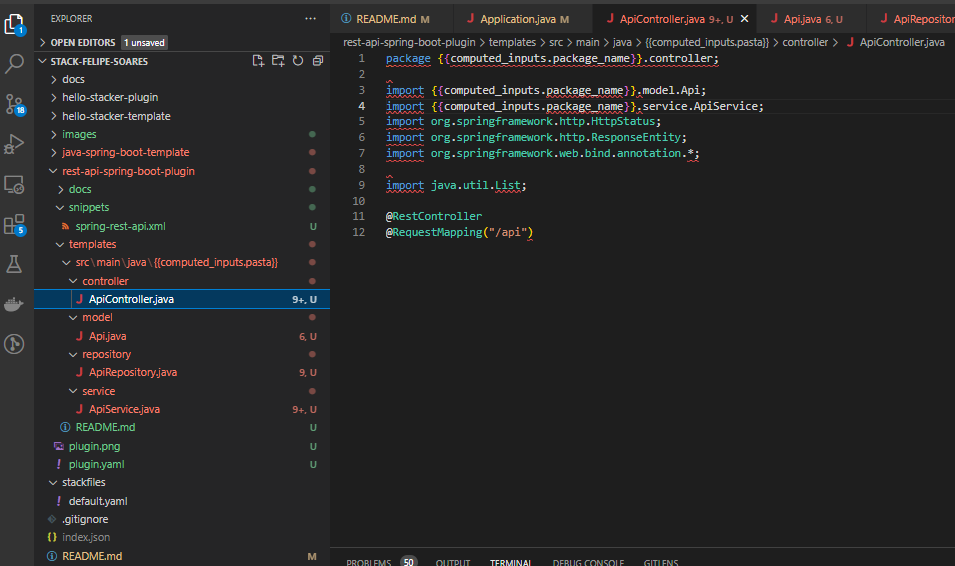 EXPLORER
OPEN EDITORS 1 unsaved
STACK-FELIPE-SOARES
docs
hello-stacker-plugin
hello-stacker-template
images
java-spring-boot-template
rest-api-spring-boot-plugin
docs
snippets
spring-rest-api.xml U
templates
src\main\java\{{computed_inputs.pasta}}
controller
ApiController.java 9+, U
model
Api.java 6, U
repository
ApiRepository.java 9, U
service
ApiService.java 9+, U
README.md U
plugin.png U
plugin.yaml U
stackfiles
default.yaml
.gitignore
index.json
README.md M
1
18
5
README.md M Application.java M ApiController.java 9+, U Api.java 6, U ApiRepositor
rest-api-spring-boot-plugin > templates > src > main > java > {{computed_inputs.pasta}} > controller > ApiController.java
1 package {{computed_inputs.package_name}}.controller;
2
3 import {{computed_inputs.package_name}}.model.Api;
4 import {{computed_inputs.package_name}}.service.ApiService;
5 import org.springframework.http.HttpStatus;
6 import org.springframework.http.ResponseEntity;
7 import org.springframework.web.bind.annotation.*;
8
9 import java.util.List;
10
11 @RestController
12 @RequestMapping("/api")
PROBLEMS 50 OUTPUT TERMINAL DEBUG CONSOLE GITLENS